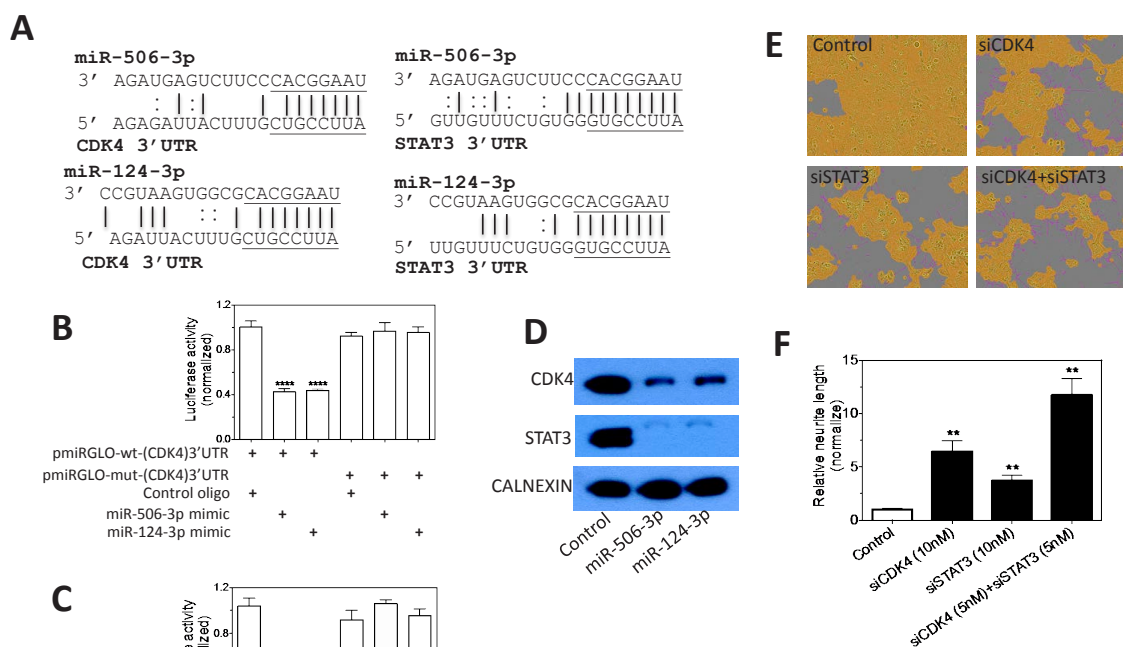 A
miR-506-3p
3′ AGAUGAGUCUUCCCACGGAAU
5′ AGAGAUUACUUUGCUGCCUUA
CDK4 3′UTR
miR-506-3p
3′ AGAUGAGUCUUCCCACGGAAU
5′ GUUGUUUCUGUGGGUGCCUUA
STAT3 3′UTR
miR-124-3p
3′ CCGUAAGUGGCGCACGGAAU
5′ AGAUUACUUUGCUGCCUUA
CDK4 3′UTR
miR-124-3p
3′ CCGUAAGUGGCGCACGGAAU
5′ UUGUUUCUGUGGGUGCCUUA
STAT3 3′UTR
B
Luciferase activity
(normalized)
1.2
0.8
0.4
0.0
**** ****
pmiRGLO-wt-(CDK4)3′UTR + + +
pmiRGLO-mut-(CDK4)3′UTR + + +
Control oligo + +
miR-506-3p mimic + +
miR-124-3p mimic + +
C
1.2
0.8
D
CDK4
STAT3
CALNEXIN
Control
miR-506-3p
miR-124-3p
E
Control
siCDK4
siSTAT3
siCDK4+siSTAT3
F
Relative neurite length
(normalize)
15
10
5
0
**
**
**
Control
siCDK4 (10nM)
siSTAT3 (10nM)
siCDK4 (5nM)+siSTAT3 (5nM)